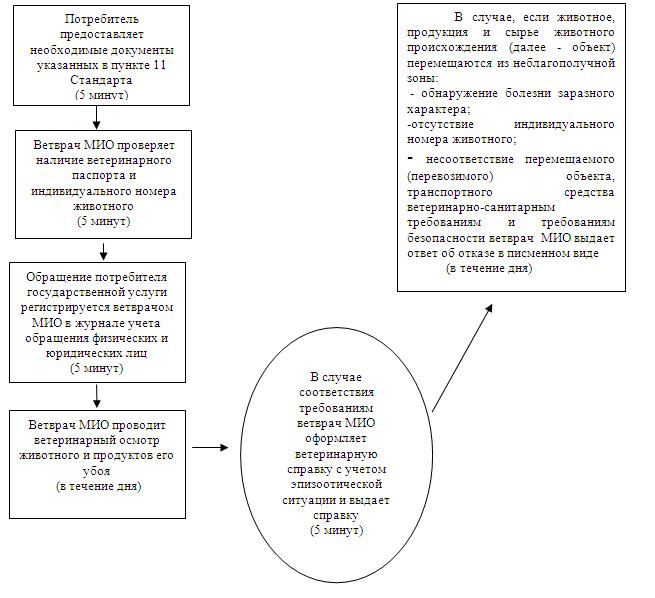 Потребитель
предоставляет
необходимые документы
указанных в пункте 11
Стандарта
(5 минут)
Ветврач МИО проверяет
наличие ветеринарного
паспорта и
индивидуального номера
животного
(5 минут)
Обращение потребителя
государственной услуги
регистрируется ветврачом
МИО в журнале учета
обращения физических и
юридических лиц
(5 минут)
Ветврач МИО проводит
ветеринарный осмотр
животного и продуктов его
убоя
(в течение дня)
В случае
соответствия
требованиям
ветврач МИО
оформляет
ветеринарную
справку с учетом
эпизоотической
ситуации и выдает
справку
(5 минут)
В случае, если животное,
продукция и сырье животного
происхождения (далее - объект)
перемещаются из неблагополучной
зоны:
- обнаружение болезни заразного
характера;
-отсутствие индивидуального
номера животного;
- несоответствие перемещаемого
(перевозимого) объекта,
транспортного средства
ветеринарно-санитарным
требованиям и требованиям
безопасности ветврач МИО выдает
ответ об отказе в писменном виде
(в течение дня)